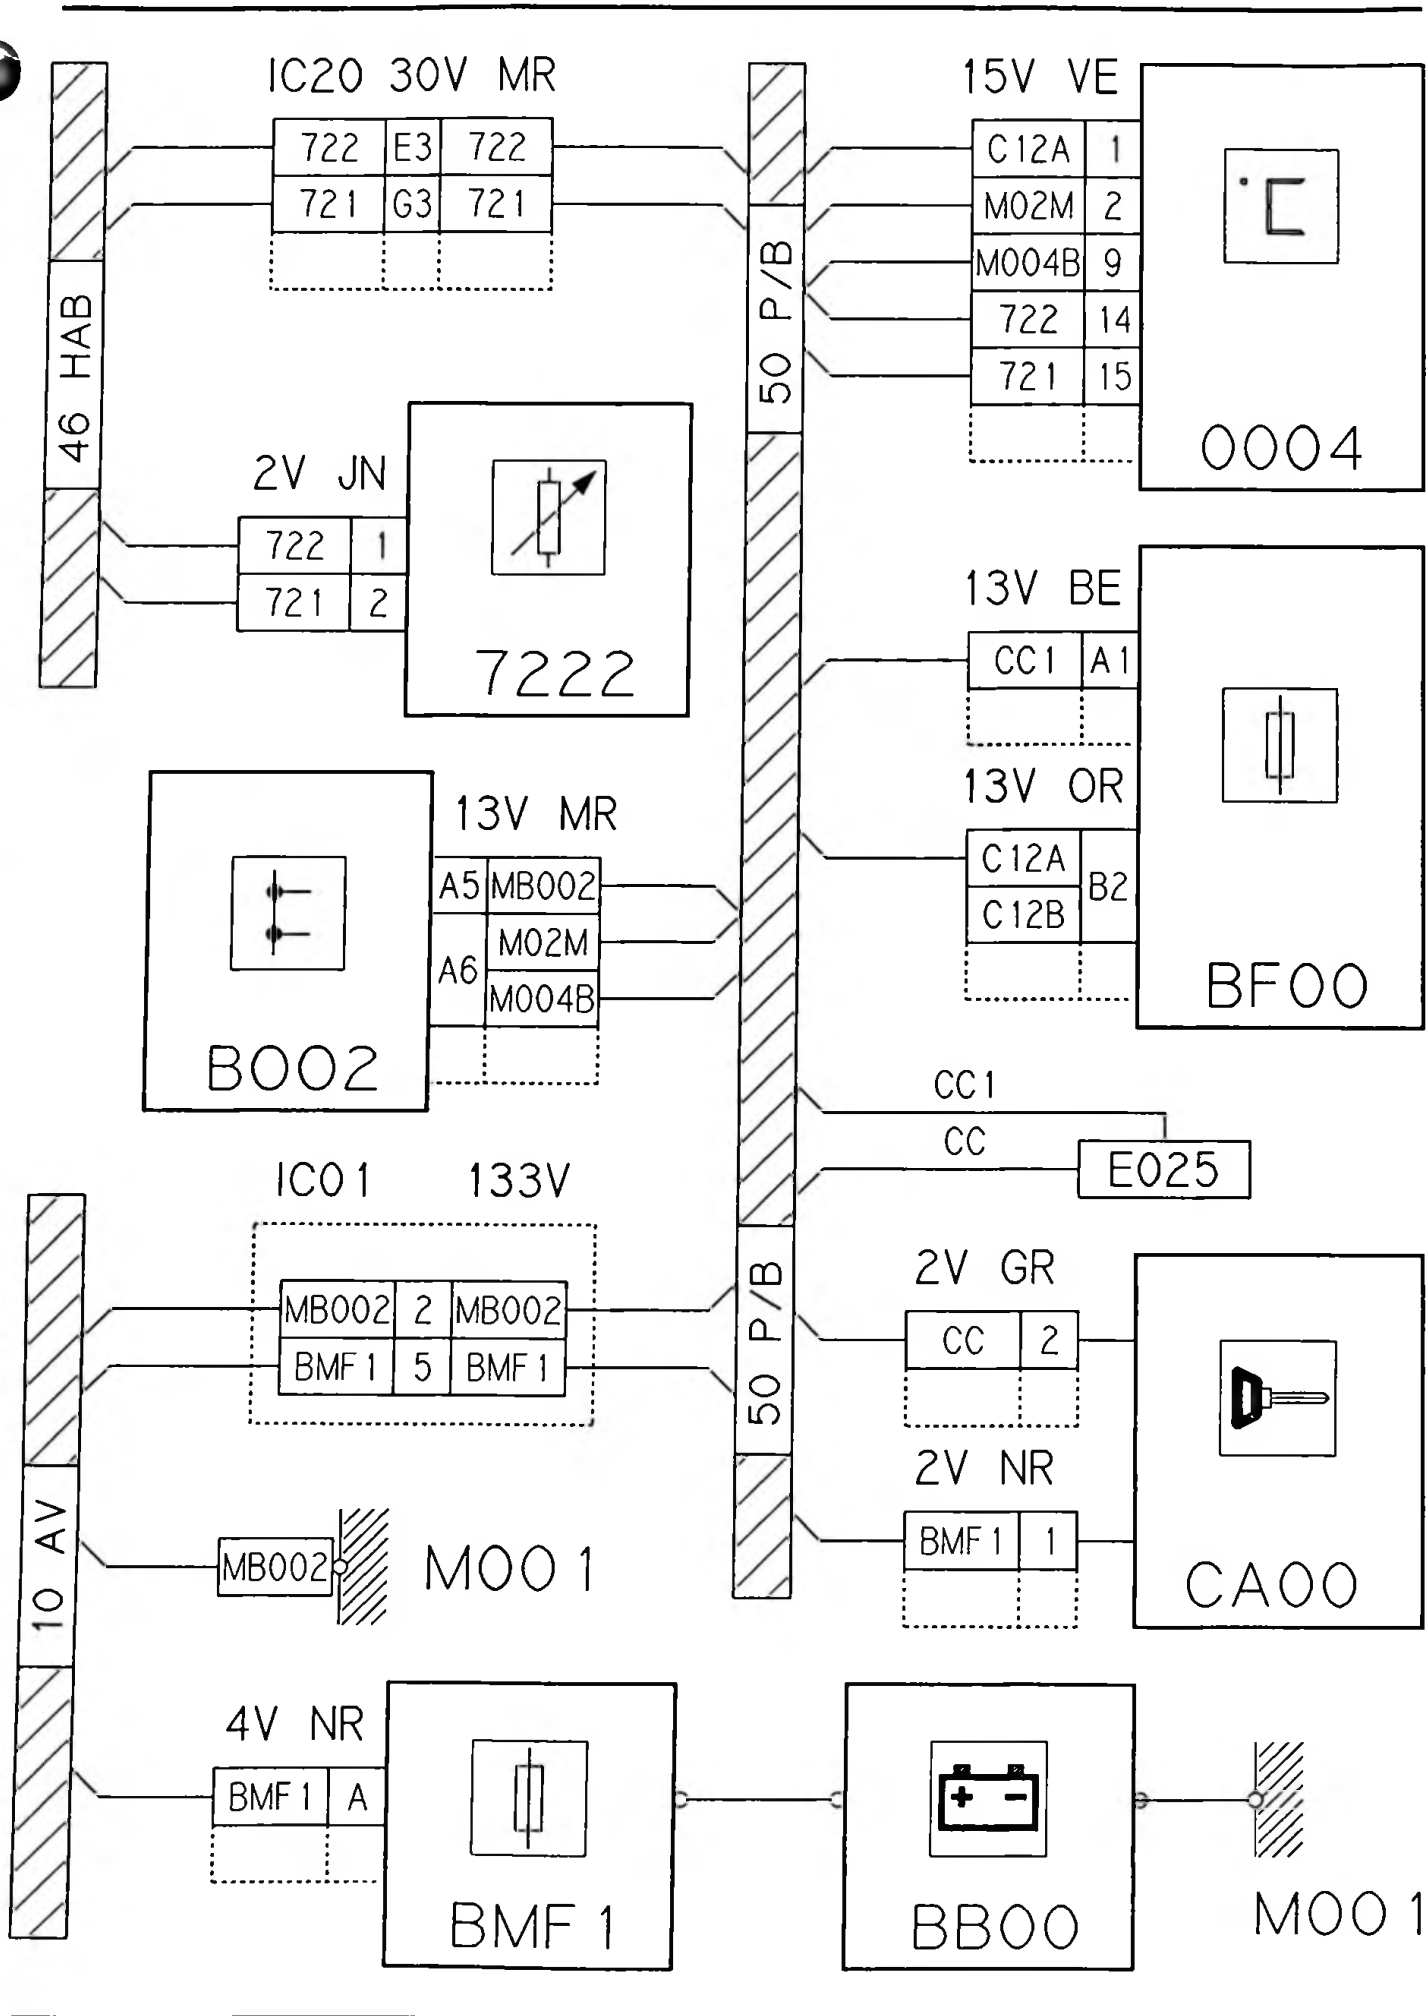 IC20 30V MR
722 E3 722
721 G3 721
46 HAB
2V JN
722 1
721 2
7222
50 P/B
15V VE
C12A 1
M02M 2
M004B 9
722 14
721 15
°C
0004
13V BE
CC1 A1
13V OR
C12A B2
C12B
BF00
13V MR
A5 MB002
A6 M02M
M004B
B002
CC1
CC
E025
IC01 133V
MB002 2 MB002
BMF1 5 BMF1
50 P/B
2V GR
CC 2
2V NR
BMF1 1
CA00
10 AV
MB002
M001
4V NR
BMF1 A
BMF1
+ -
BB00
M001